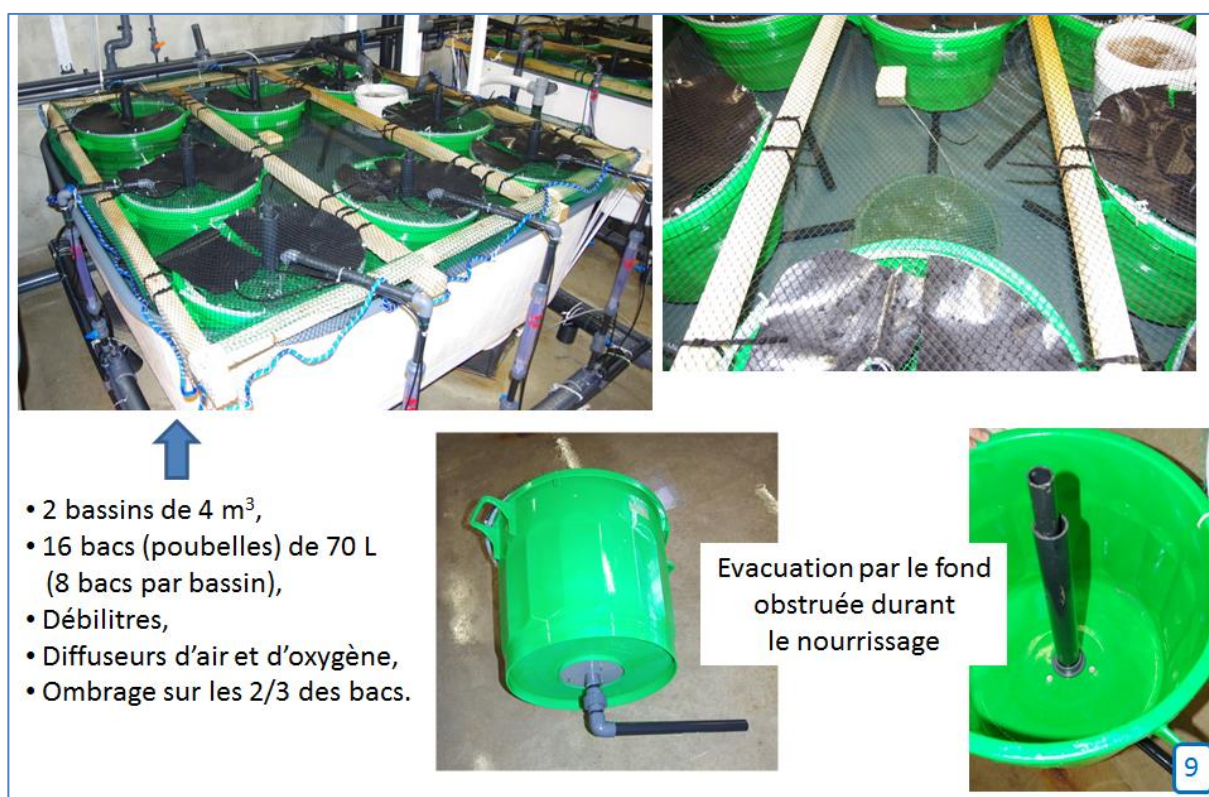 • 2 bassins de 4 m³,
• 16 bacs (poubelles) de 70 L
(8 bacs par bassin),
• Débilitres,
• Diffuseurs d’air et d’oxygène,
• Ombrage sur les 2/3 des bacs.
Evacuation par le fond
obstruée durant
le nourrissage
9